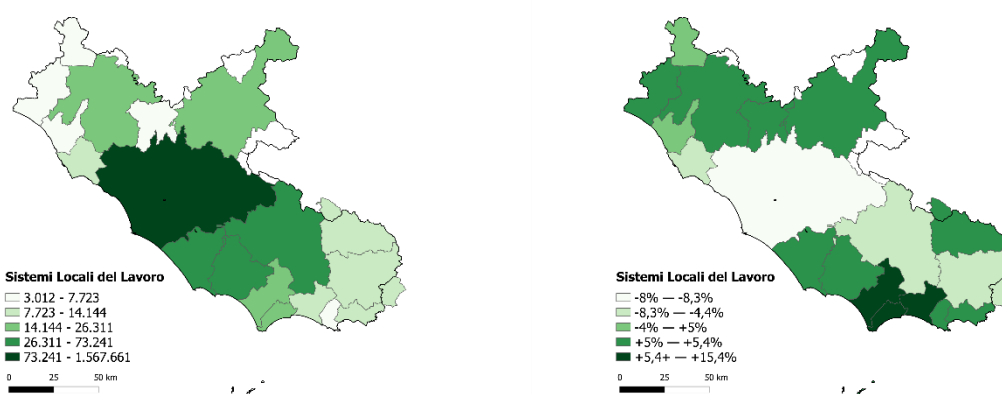 Sistemi Locali del Lavoro
3.012 - 7.723
7.723 - 14.144
14.144 - 26.311
26.311 - 73.241
73.241 - 1.567.661
0 25 50 km
Sistemi Locali del Lavoro
-8% — -8,3%
-8,3% — -4,4%
-4% — +5%
+5% — +5,4%
+5,4+ — +15,4%
0 25 50 km